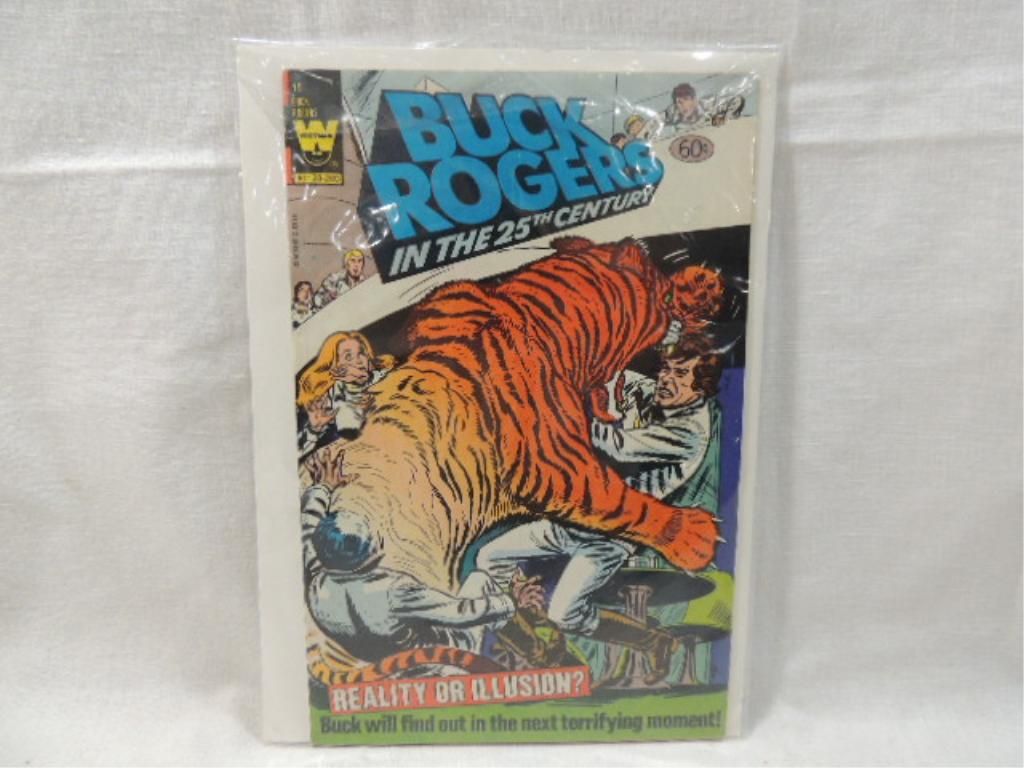 BUCK
ROGERS
IN THE 25TH CENTURY
60¢
W
REALITY OR ILLUSION?
Buck will find out in the next terrifying moment!